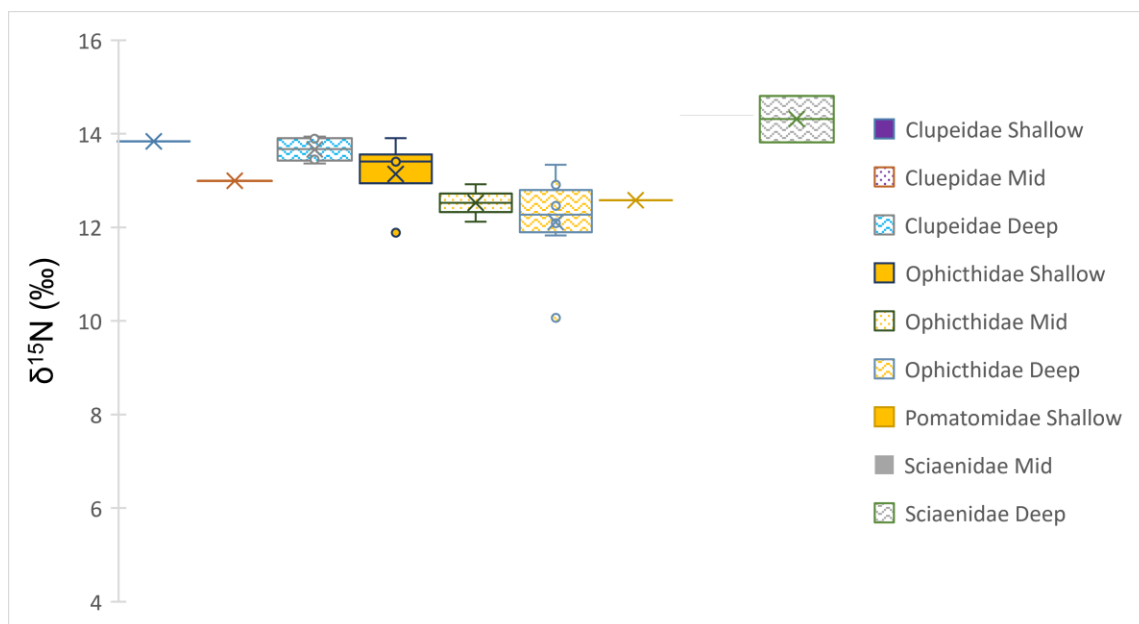 16
14
12
10
8
6
4
δ¹⁵N (‰)
Clupeidae Shallow
Cluepidae Mid
Clupeidae Deep
Ophicthidae Shallow
Ophicthidae Mid
Ophicthidae Deep
Pomatomidae Shallow
Sciaenidae Mid
Sciaenidae Deep